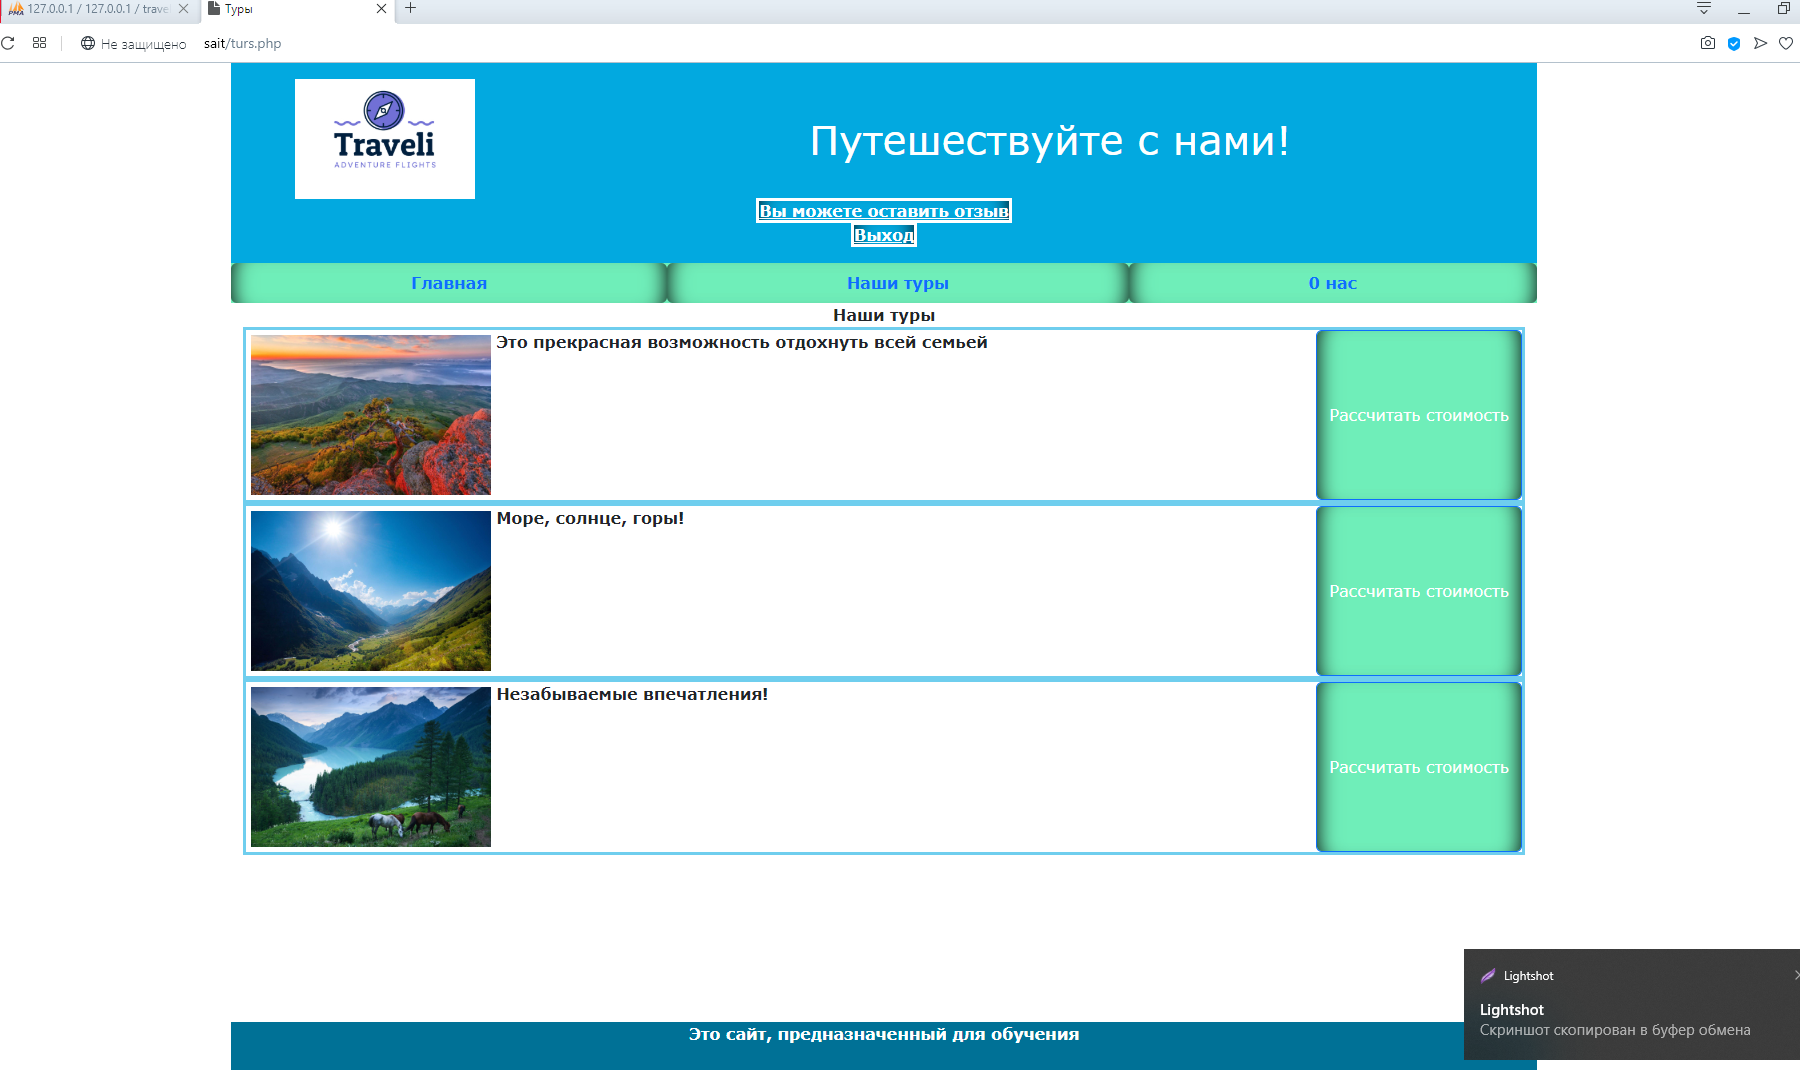 PMA 127.0.0.1 / 127.0.0.1 / trave
Туры
Не защищено sait/turs.php
Traveli
ADVENTURE FLIGHTS
Путешествуйте с нами!
Вы можете оставить отзыв
Выход
Главная Наши туры 0 нас
Наши туры
Это прекрасная возможность отдохнуть всей семьей
Рассчитать стоимость
Море, солнце, горы!
Рассчитать стоимость
Незабываемые впечатления!
Рассчитать стоимость
Lightshot
Lightshot
Скриншот скопирован в буфер обмена
Это сайт, предназначенный для обучения